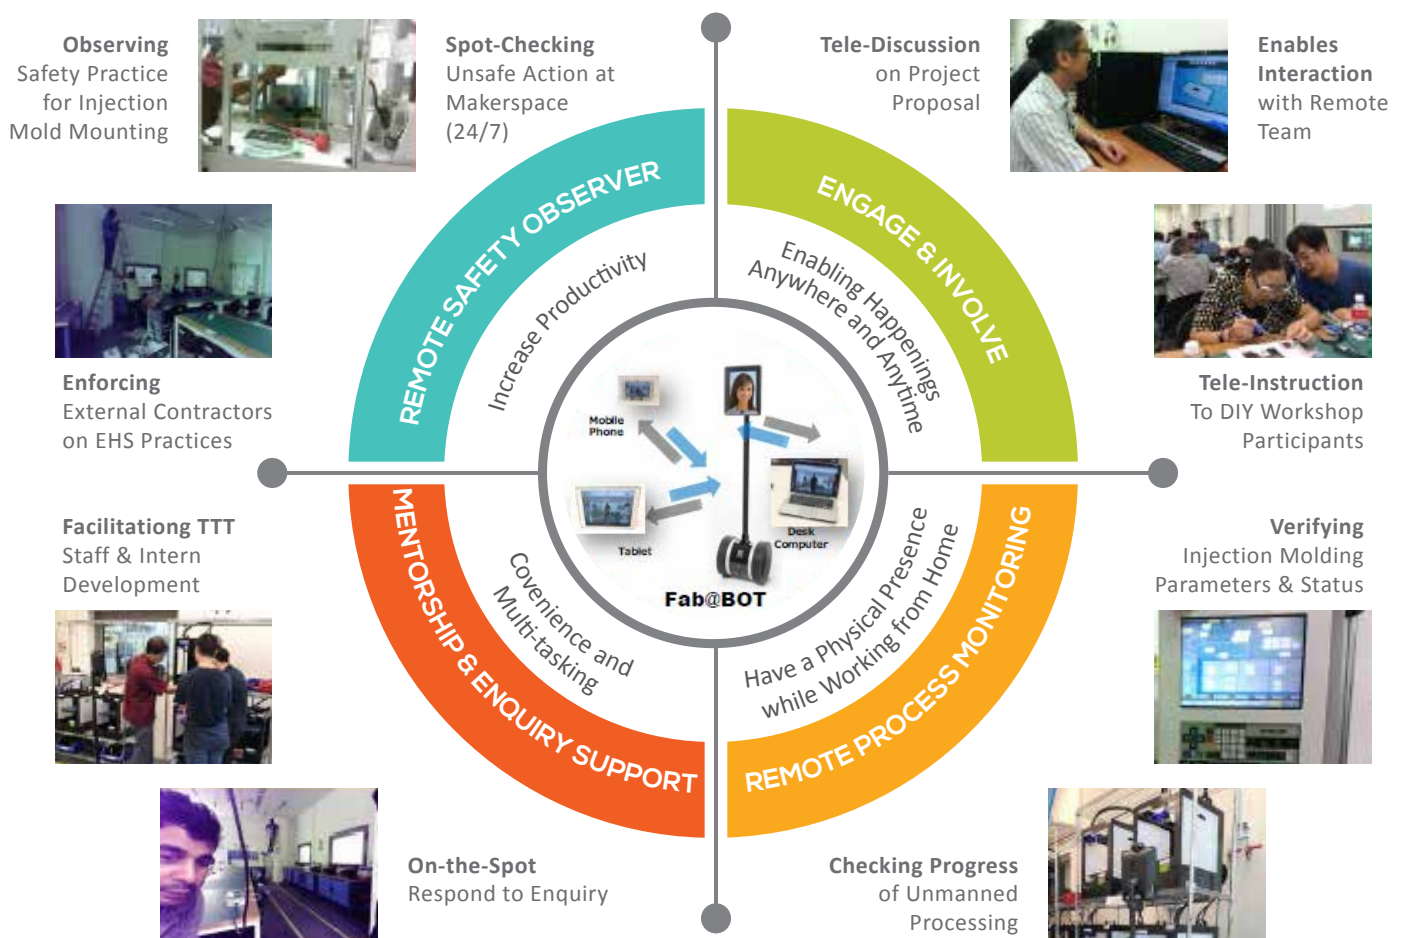 Observing
Safety Practice
for Injection
Mold Mounting
Spot-Checking
Unsafe Action at
Makerspace
(24/7)
Tele-Discussion
on Project
Proposal
Enables
Interaction
with Remote
Team
REMOTE SAFETY OBSERVER
Increase Productivity
ENGAGE & INVOLVE
Enabling Happenings
Anywhere and Anytime
Enforcing
External Contractors
on EHS Practices
Tele-Instruction
To DIY Workshop
Participants
Mobile
Phone
Tablet
Desk
Computer
Fab@BOT
Facilitationg TTT
Staff & Intern
Development
MENTORSHIP & ENQUIRY SUPPORT
Covenience and
Multi-tasking
REMOTE PROCESS MONITORING
Have a Physical Presence
while Working from Home
Verifying
Injection Molding
Parameters & Status
On-the-Spot
Respond to Enquiry
Checking Progress
of Unmanned
Processing